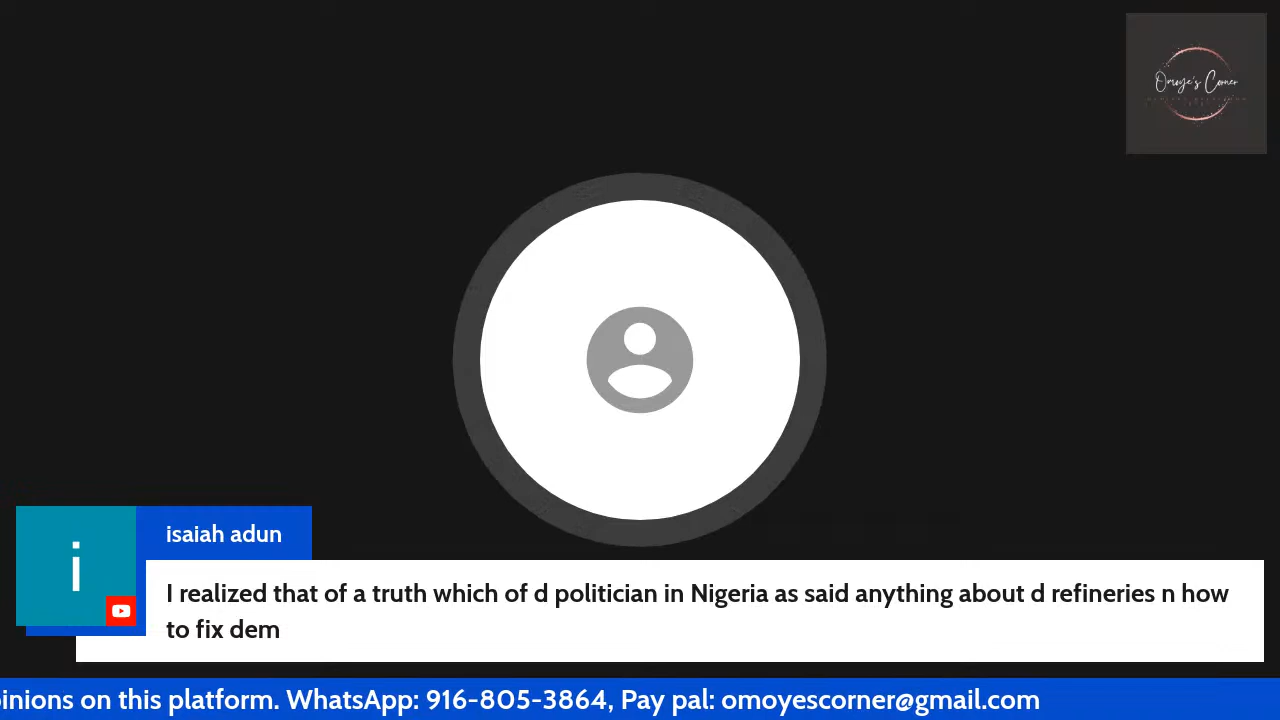 Omoye's Corner
i
isaiah adun
I realized that of a truth which of d politician in Nigeria as said anything about d refineries n how
to fix dem
inions on this platform. WhatsApp: 916-805-3864, Pay pal: omoyescorner@gmail.com